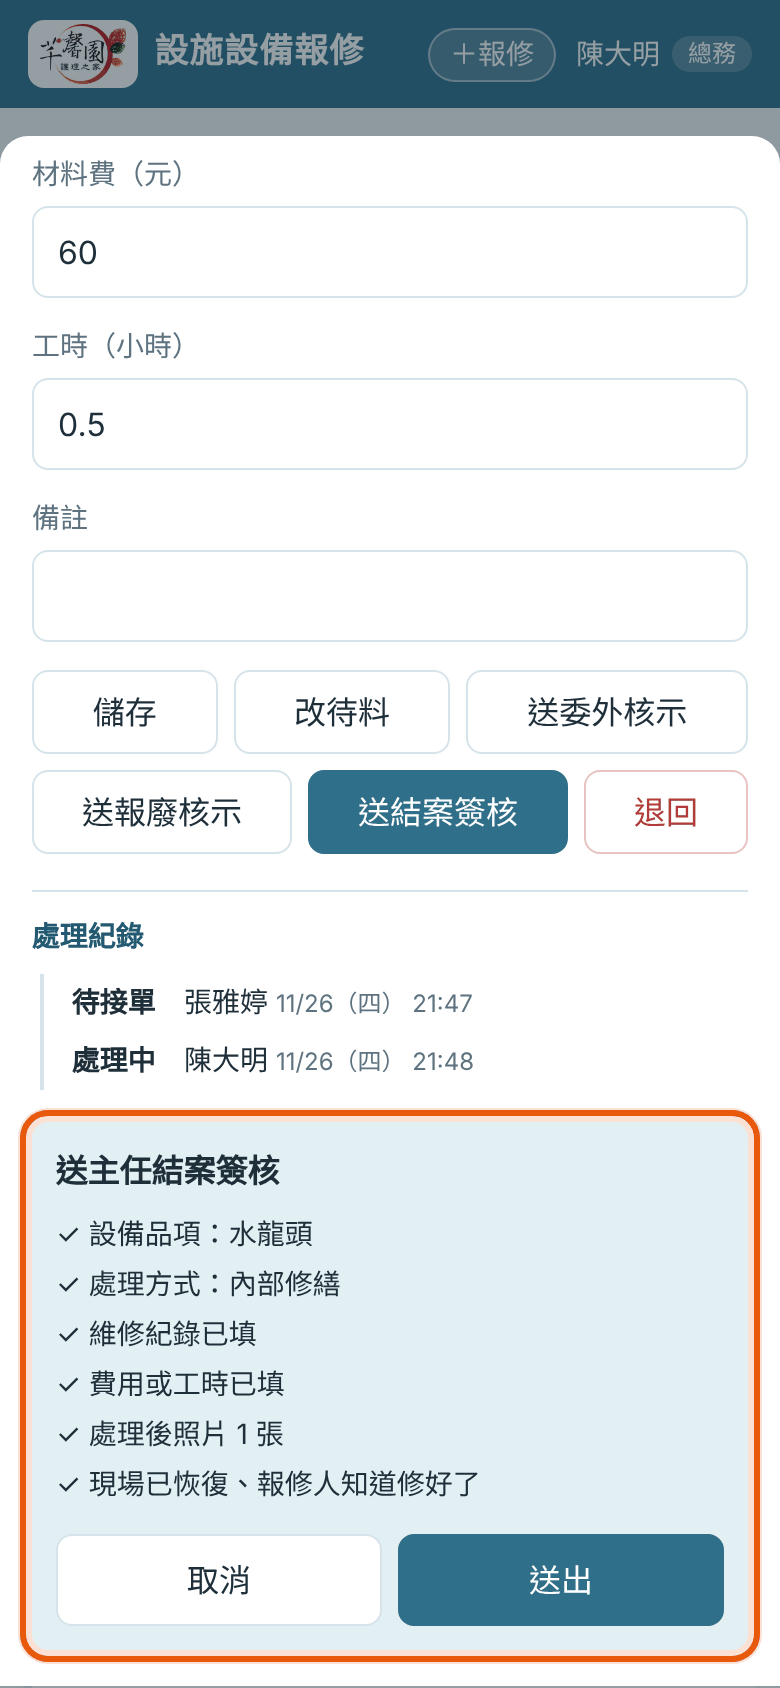 芊馨園
護理之家
設施設備報修
＋報修
陳大明
總務
材料費（元）
60
工時（小時）
0.5
備註
儲存
改待料
送委外核示
送報廢核示
送結案簽核
退回
處理紀錄
待接單 張雅婷 11/26（四） 21:47
處理中 陳大明 11/26（四） 21:48
送主任結案簽核
✓ 設備品項：水龍頭
✓ 處理方式：內部修繕
✓ 維修紀錄已填
✓ 費用或工時已填
✓ 處理後照片 1 張
✓ 現場已恢復、報修人知道修好了
取消
送出